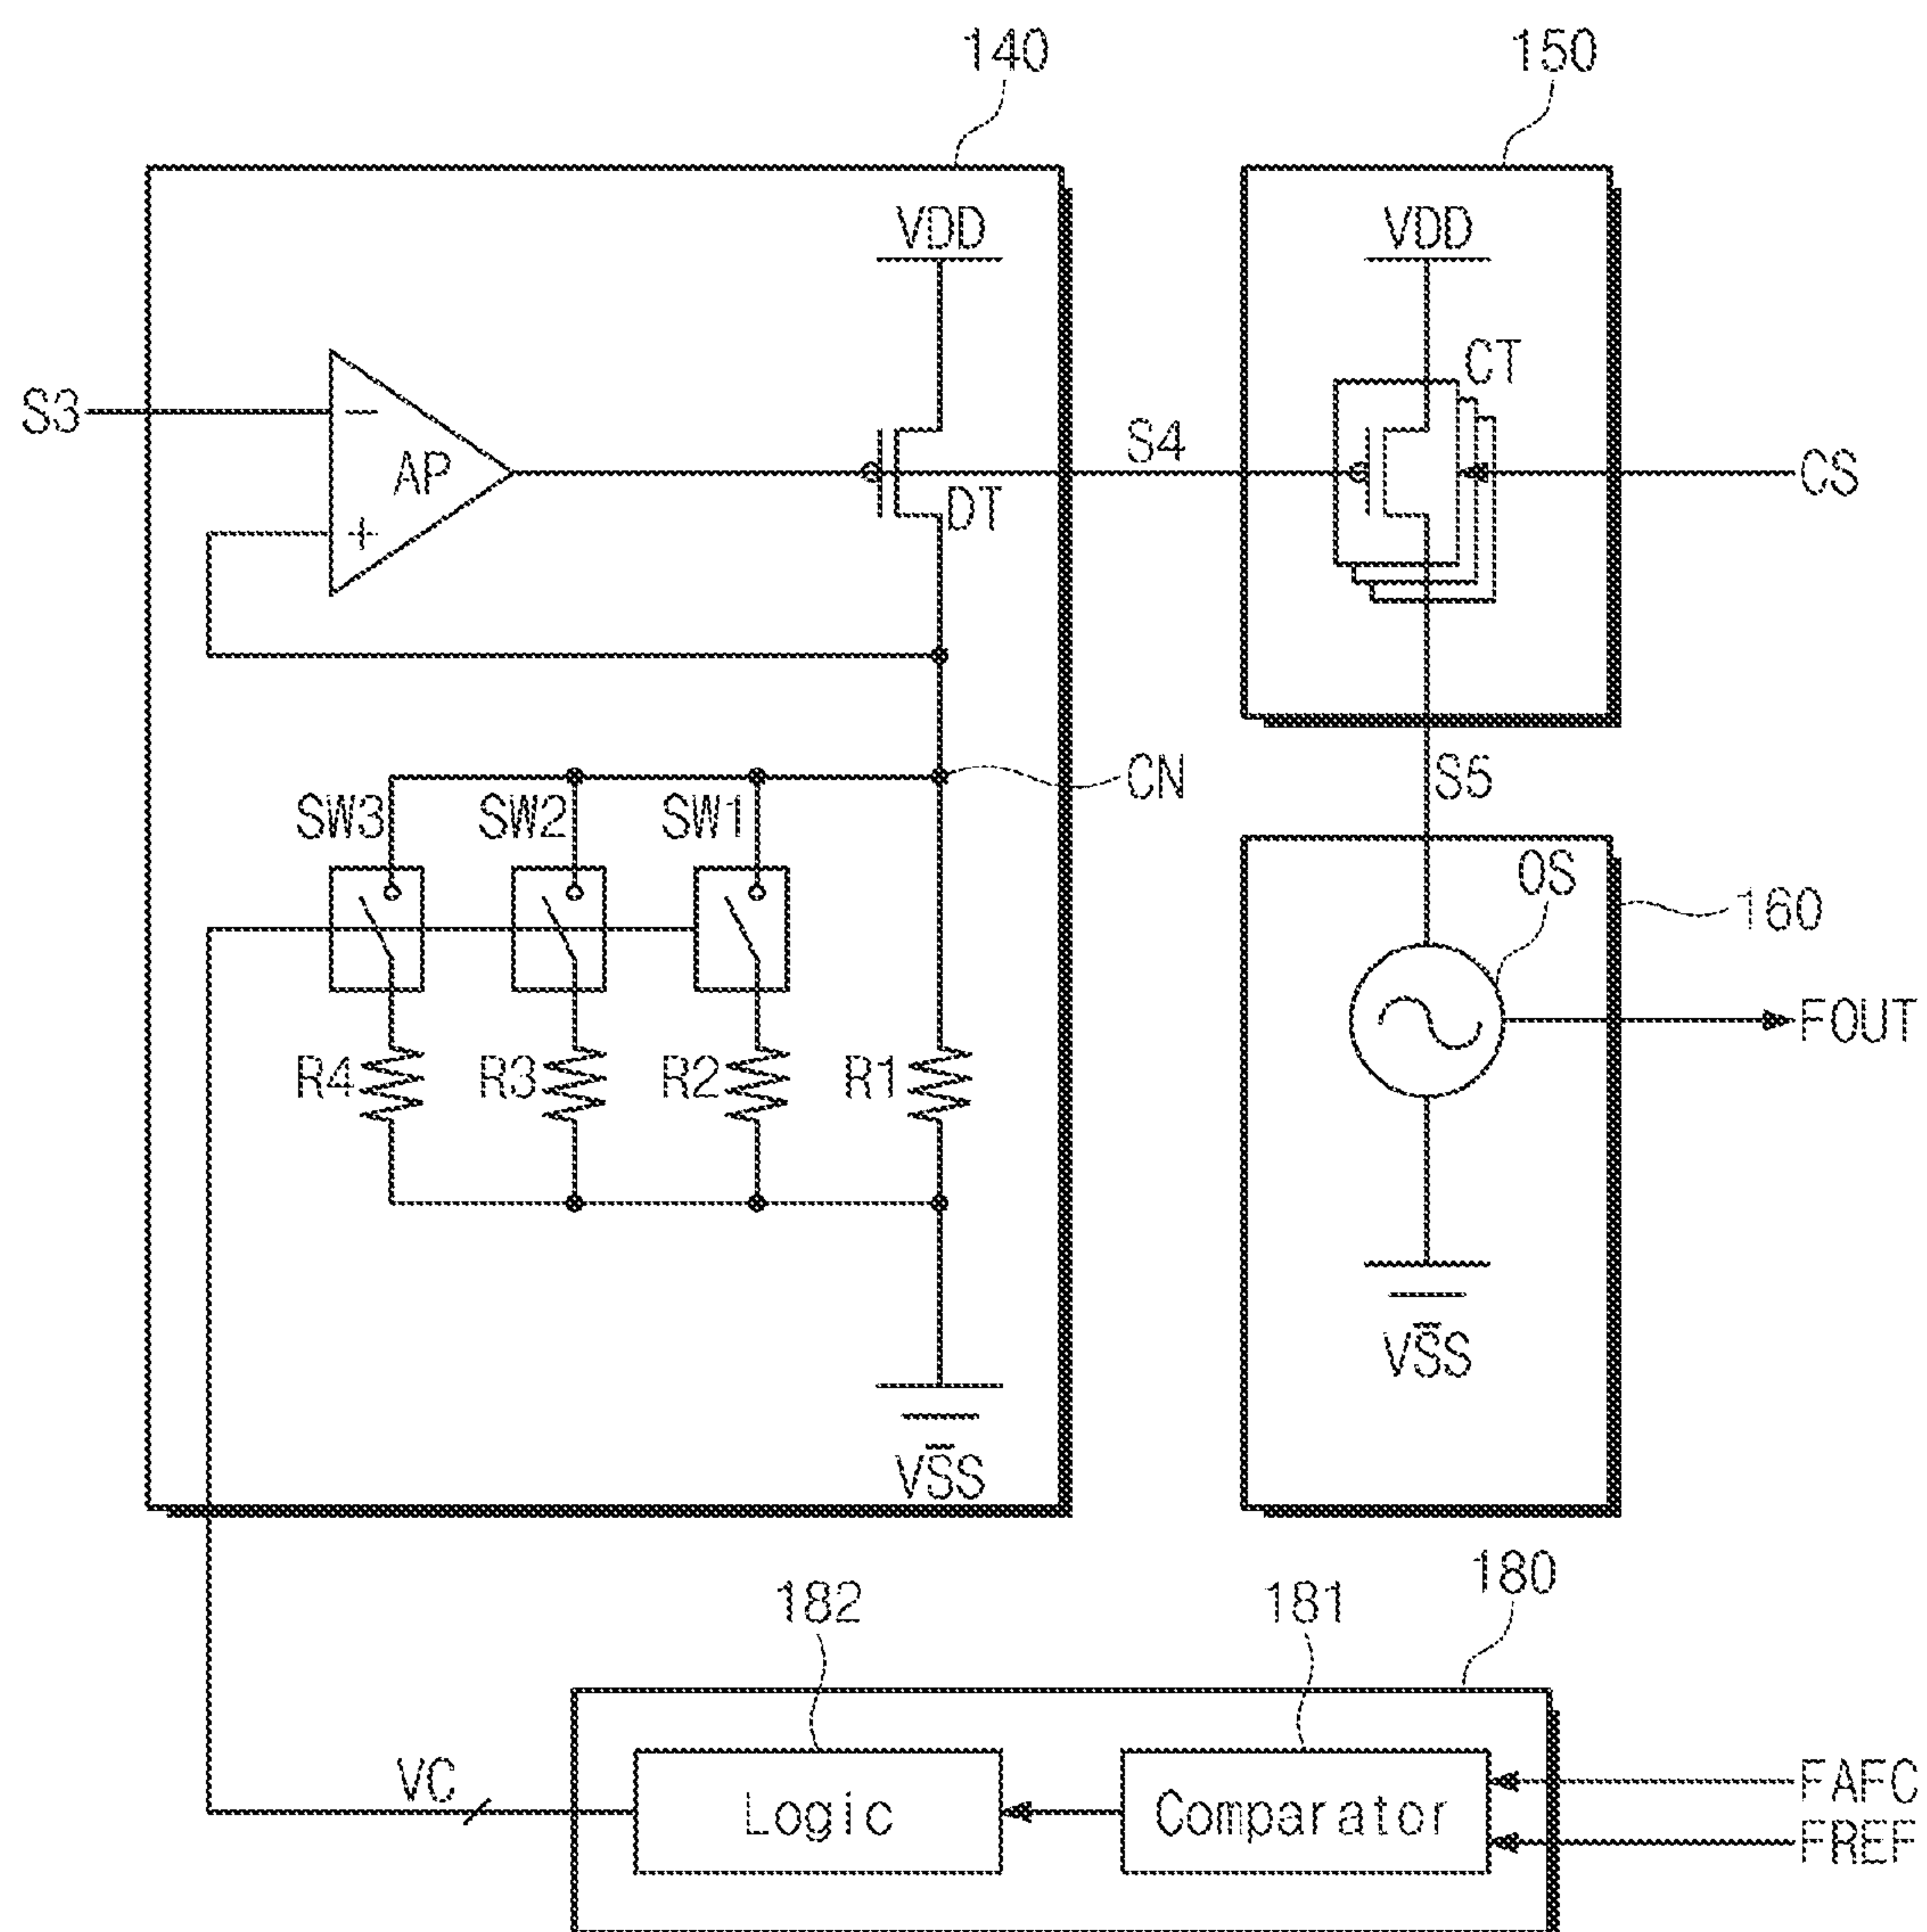 140
150
VDD
VDD
CT
S3
AP
S4
CS
DT
CN
S5
SW3
SW2
SW1
OS
160
FOUT
R4
R3
R2
R1
VSS
VSS
180
182
181
VC
Logic
Comparator
FAFC
FREF